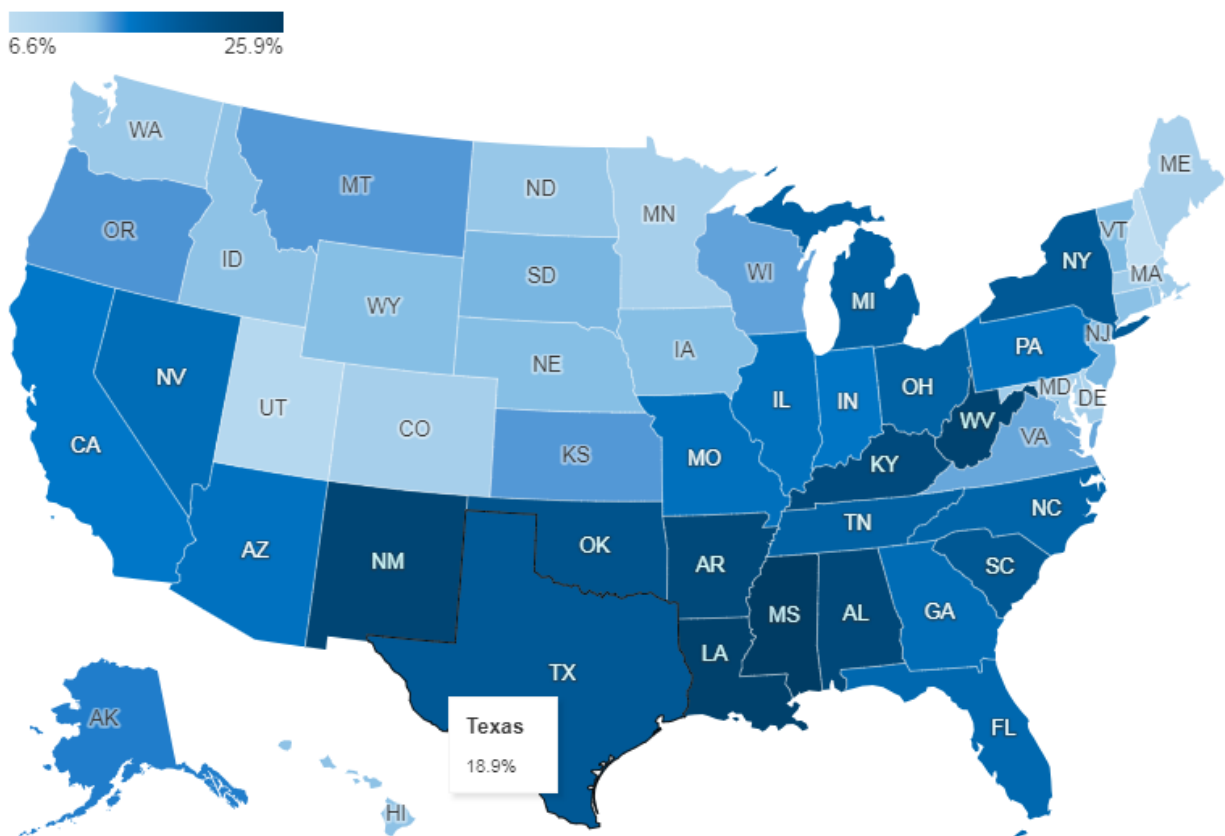 6.6% 25.9%
WA
MT
ND
MN
ME
OR
ID
SD
WI
VT
NY
MA
WY
MI
IA
NE
PA
NJ
NV
UT
CO
IL
IN
OH
MD
DE
CA
KS
MO
WV
VA
KY
AZ
NM
OK
TN
NC
AR
SC
MS
AL
GA
LA
TX
AK
FL
Texas
18.9%
HI